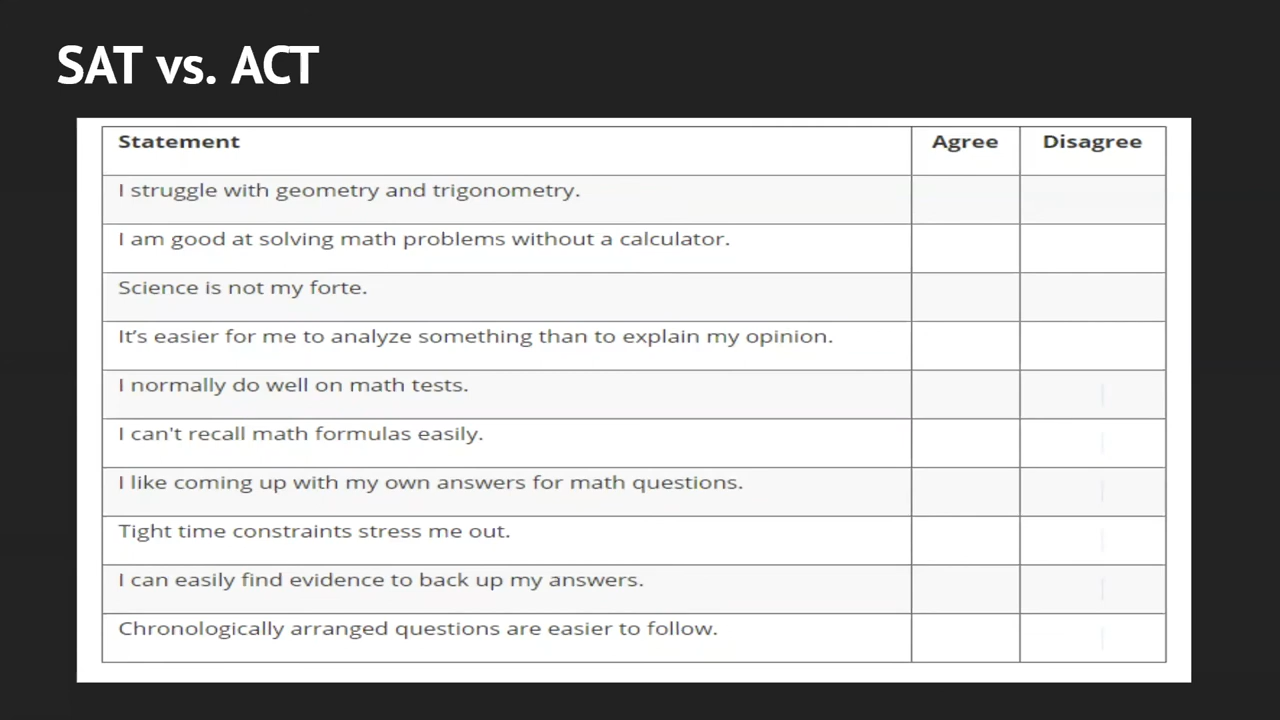 SAT vs. ACT
Statement Agree Disagree
I struggle with geometry and trigonometry.
I am good at solving math problems without a calculator.
Science is not my forte.
It’s easier for me to analyze something than to explain my opinion.
I normally do well on math tests.
I can't recall math formulas easily.
I like coming up with my own answers for math questions.
Tight time constraints stress me out.
I can easily find evidence to back up my answers.
Chronologically arranged questions are easier to follow.